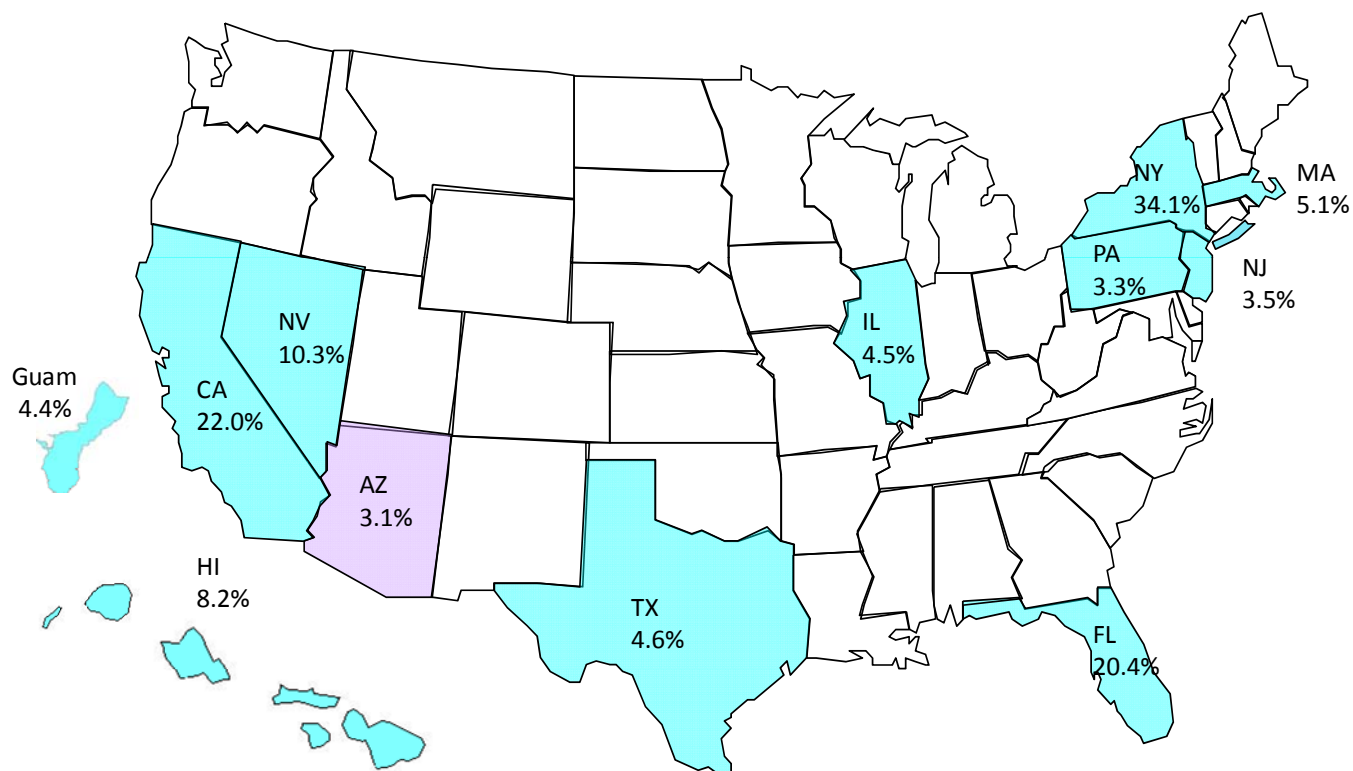 NY
34.1%
MA
5.1%
PA
3.3%
NJ
3.5%
NV
10.3%
IL
4.5%
Guam
4.4%
CA
22.0%
AZ
3.1%
HI
8.2%
TX
4.6%
FL
20.4%